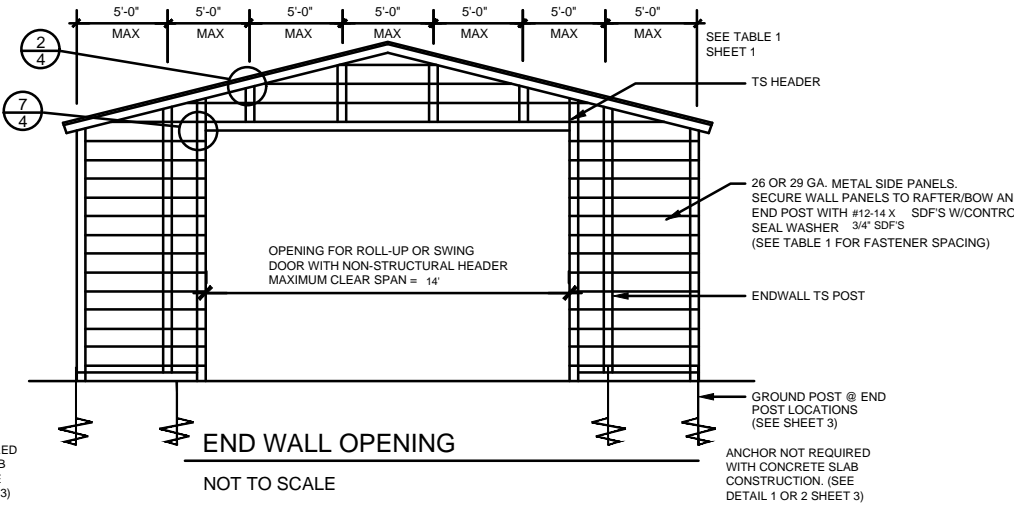 5'-0" 5'-0" 5'-0" 5'-0" 5'-0" 5'-0" 5'-0"
MAX MAX MAX MAX MAX MAX MAX
SEE TABLE 1
SHEET 1
2
4
TS HEADER
7
4
26 OR 29 GA. METAL SIDE PANELS.
SECURE WALL PANELS TO RAFTER/BOW AN
END POST WITH #12-14 X SDF'S W/CONTRO
SEAL WASHER 3/4" SDF'S
(SEE TABLE 1 FOR FASTENER SPACING)
OPENING FOR ROLL-UP OR SWING
DOOR WITH NON-STRUCTURAL HEADER
MAXIMUM CLEAR SPAN = 14'
ENDWALL TS POST
GROUND POST @ END
POST LOCATIONS
(SEE SHEET 3)
RED
B
3)
END WALL OPENING
NOT TO SCALE
ANCHOR NOT REQUIRED
WITH CONCRETE SLAB
CONSTRUCTION. (SEE
DETAIL 1 OR 2 SHEET 3)